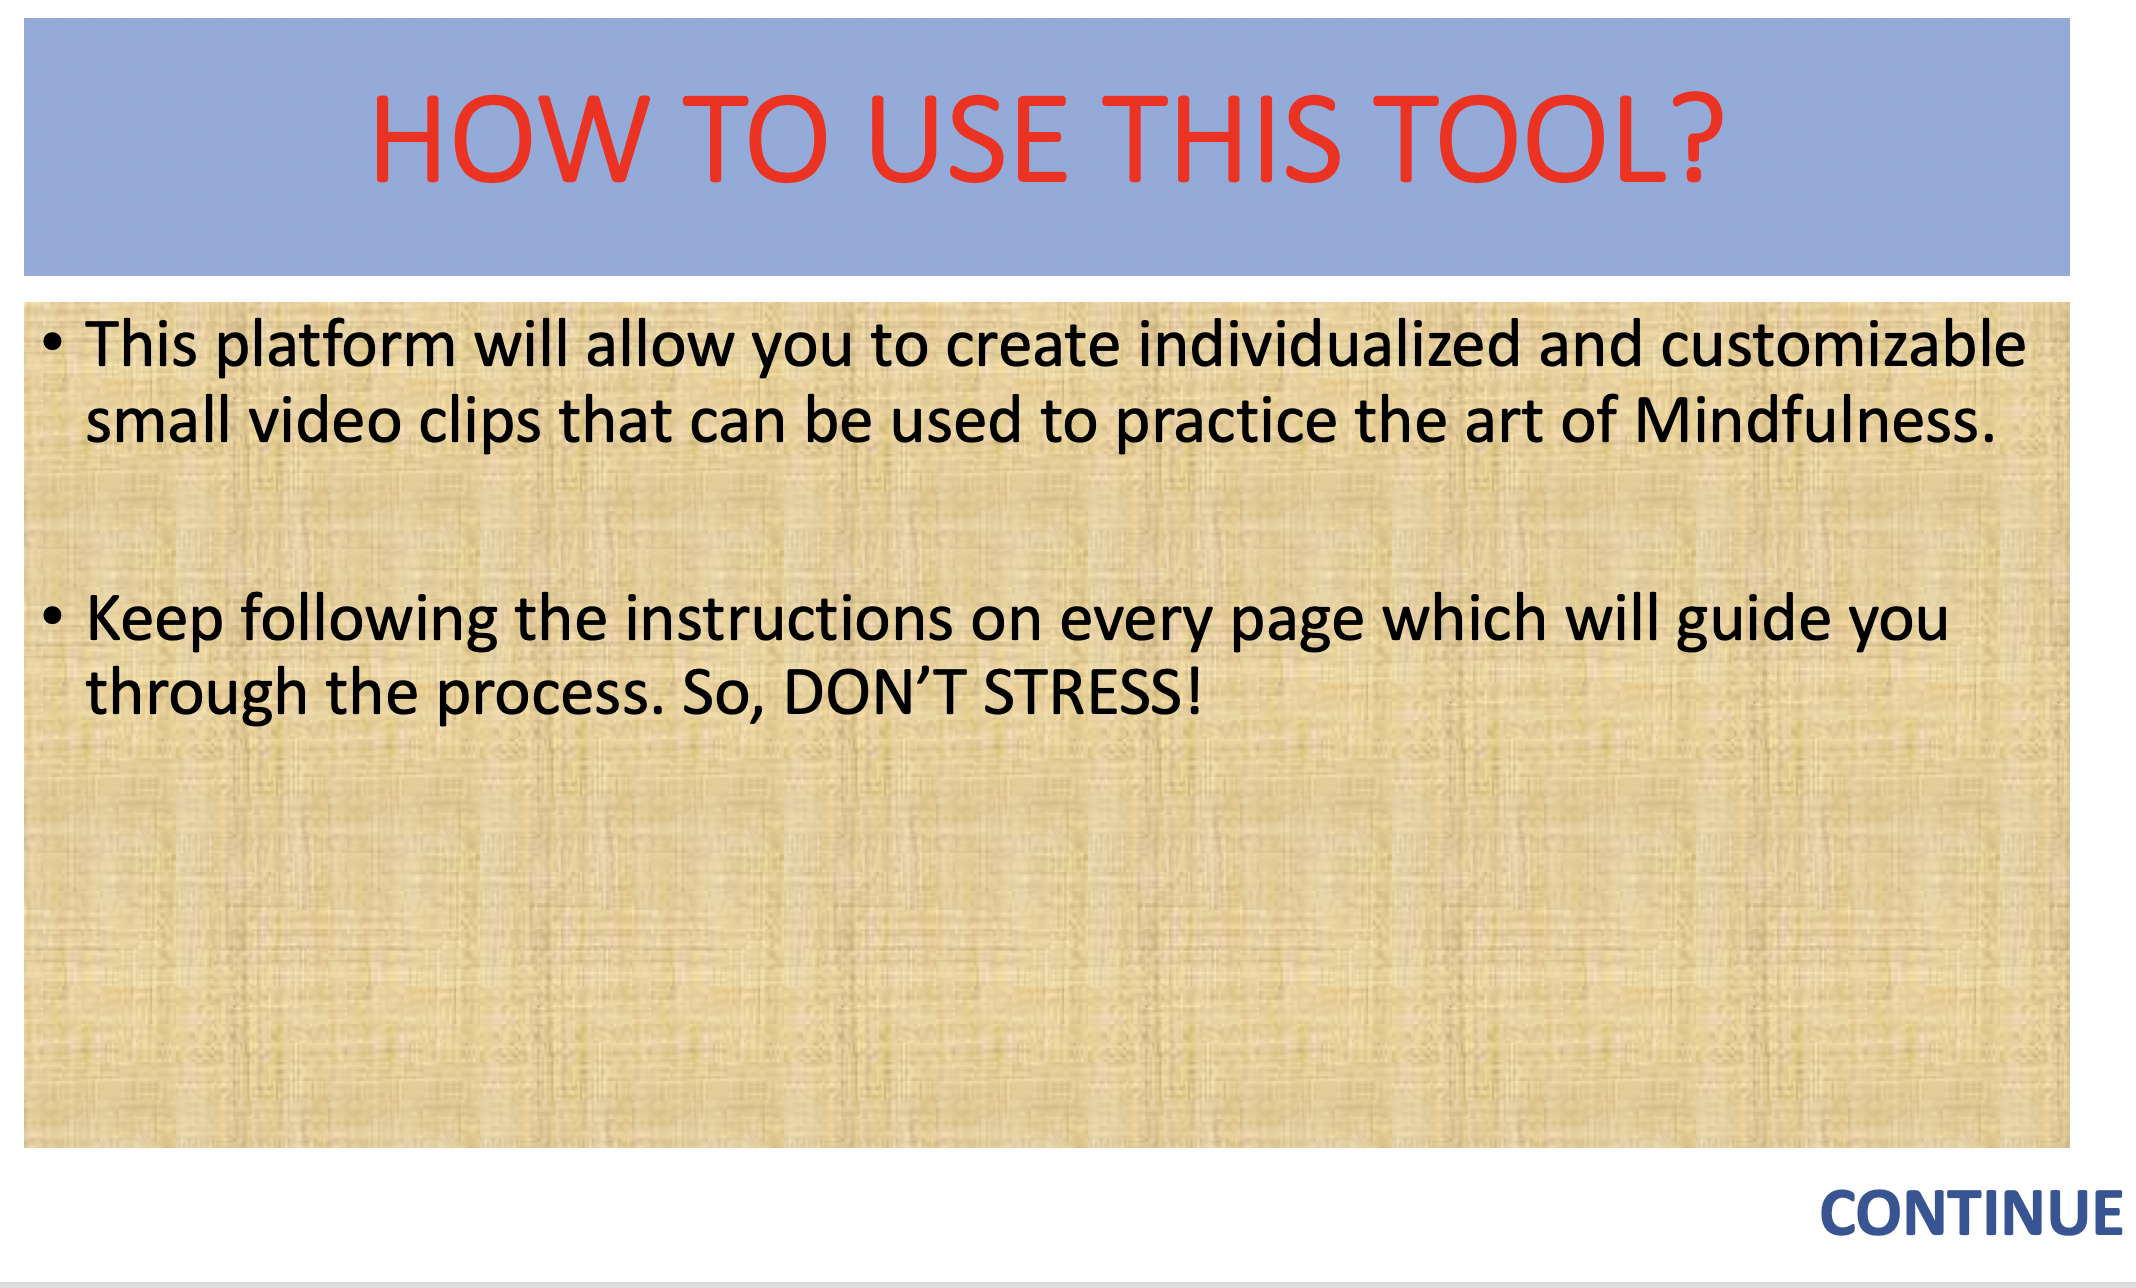 HOW TO USE THIS TOOL?
• This platform will allow you to create individualized and customizable
small video clips that can be used to practice the art of Mindfulness.
• Keep following the instructions on every page which will guide you
through the process. So, DON’T STRESS!
CONTINUE